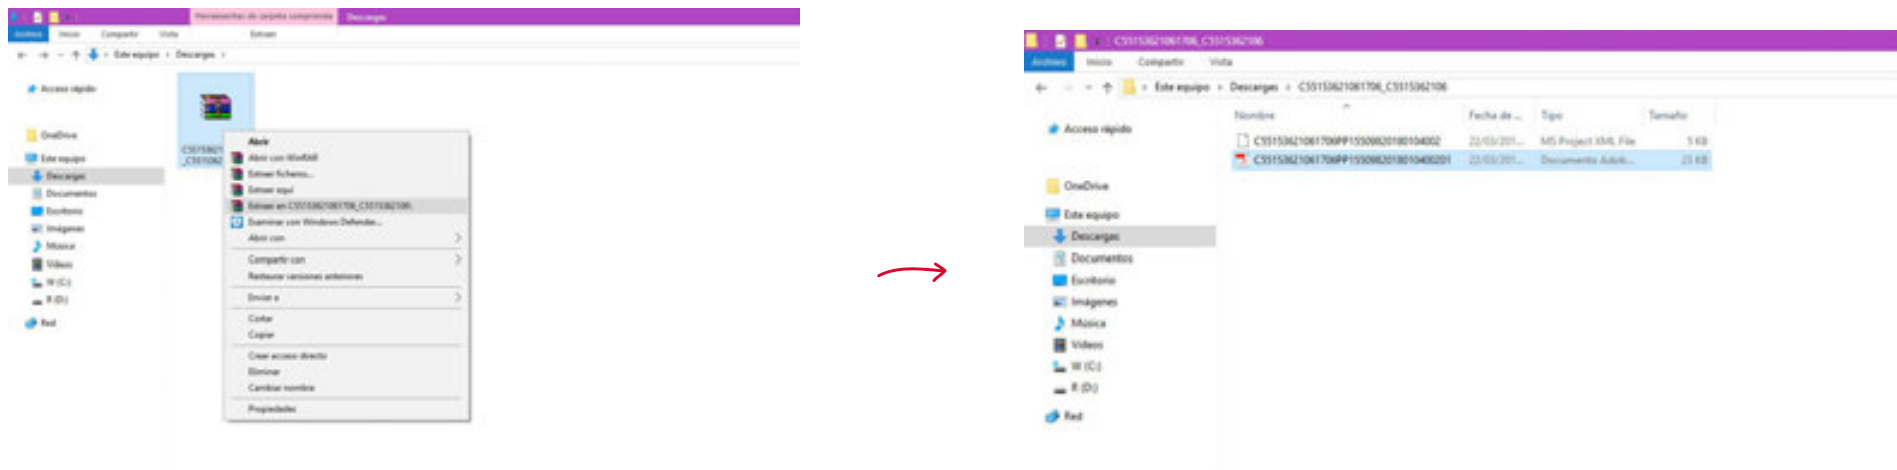 Herramientas de carpeta comprimida
Descargas
Archivo
Inicio
Compartir
Vista
Extraer
Este equipo
Descargas
Acceso rápido
OneDrive
Este equipo
Descargas
Documentos
Escritorio
Imágenes
Música
Vídeos
W (C:)
R (D:)
Red
Abrir
Abrir con WinRAR
Extraer ficheros...
Extraer aquí
Extraer en
Examinar con Windows Defender...
Abrir con
Compartir con
Restaurar versiones anteriores
Enviar a
Cortar
Copiar
Crear acceso directo
Eliminar
Cambiar nombre
Propiedades
C55153621061706_C5515362106
Archivo
Inicio
Compartir
Vista
Este equipo
Descargas
C55153621061706_C5515362106
Nombre
Fecha de ...
Tipo
Tamaño
MS Project XML File
5 KB
Documento Adob...
23 KB
Acceso rápido
OneDrive
Este equipo
Descargas
Documentos
Escritorio
Imágenes
Música
Vídeos
W (C:)
R (D:)
Red